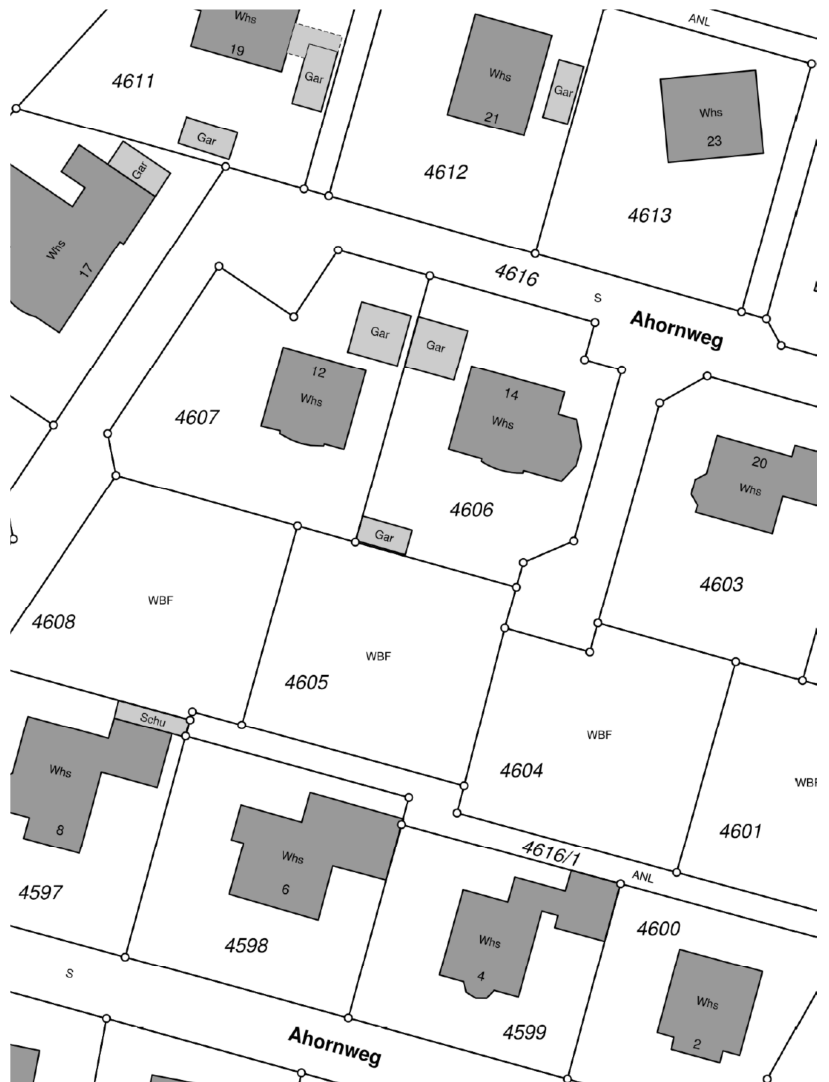 Whs
19
ANL
Gar
4611
Whs
21
Gar
Whs
23
Gar
Gar
4612
4613
Whs
17
4616
S
Ahornweg
Gar
Gar
12
Whs
14
Whs
4607
20
Whs
4606
Gar
4603
WBF
4608
WBF
4605
Schu
WBF
4604
Whs
8
WBF
4601
Whs
6
4616/1
ANL
4597
4598
Whs
4
4600
S
Whs
2
4599
Ahornweg